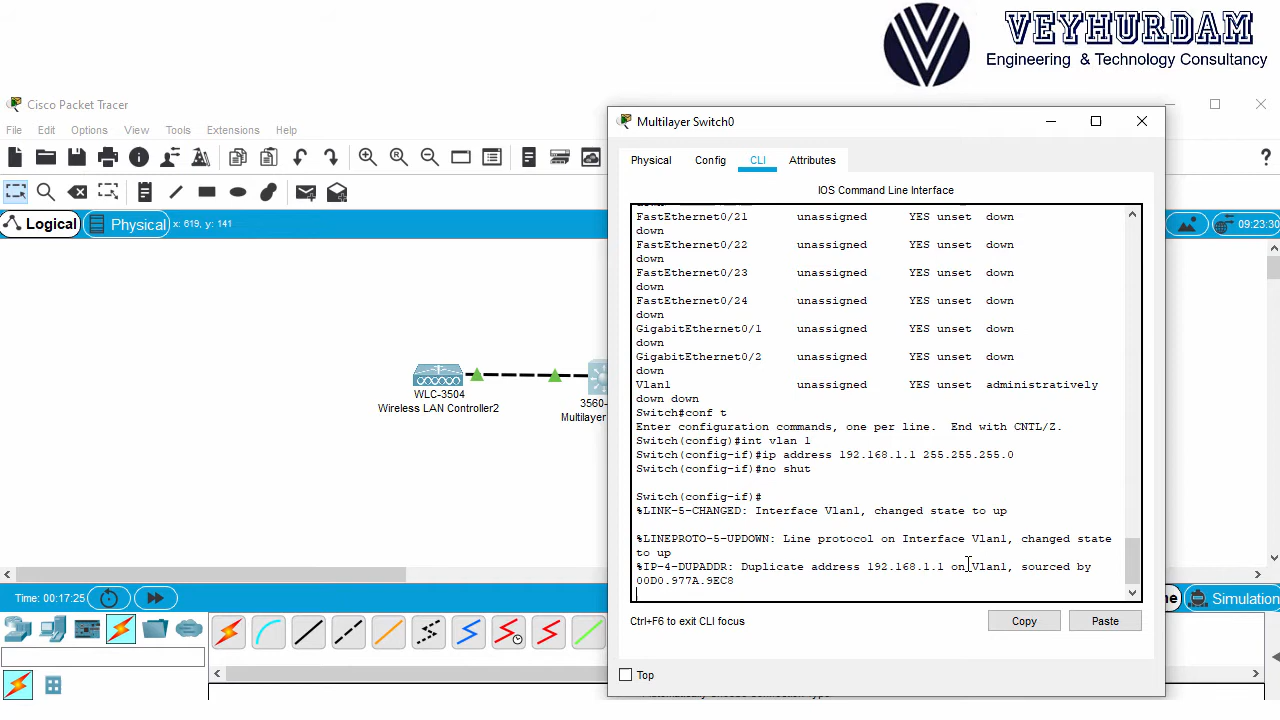 VEYHURDAM
Engineering & Technology Consultancy
Cisco Packet Tracer
File Edit Options View Tools Extensions Help
?
Logical
Physical x: 619, y: 141
09:23:30
WLC-3504
Wireless LAN Controller2
3560-
Multilayer
Multilayer Switch0
Physical Config CLI Attributes
IOS Command Line Interface
FastEthernet0/21 unassigned YES unset down
down
FastEthernet0/22 unassigned YES unset down
down
FastEthernet0/23 unassigned YES unset down
down
FastEthernet0/24 unassigned YES unset down
down
GigabitEthernet0/1 unassigned YES unset down
down
GigabitEthernet0/2 unassigned YES unset down
down
Vlan1 unassigned YES unset administratively
down down
Switch#conf t
Enter configuration commands, one per line. End with CNTL/Z.
Switch(config)#int vlan 1
Switch(config-if)#ip address 192.168.1.1 255.255.255.0
Switch(config-if)#no shut
Switch(config-if)#
%LINK-5-CHANGED: Interface Vlan1, changed state to up
%LINEPROTO-5-UPDOWN: Line protocol on Interface Vlan1, changed state
to up
%IP-4-DUPADDR: Duplicate address 192.168.1.1 on Vlan1, sourced by
00D0.977A.9EC8
Ctrl+F6 to exit CLI focus
Copy
Paste
Top
Time: 00:17:25
Simulation